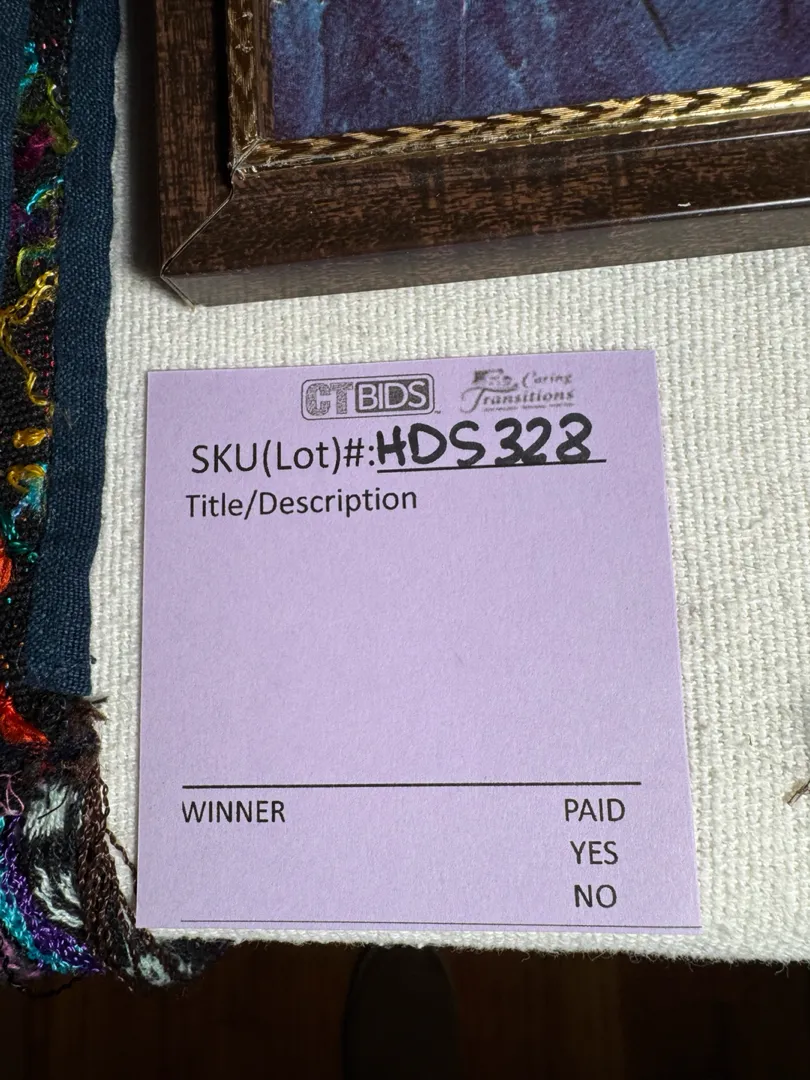 CTBIDS Caring Transitions
SKU(Lot)#:HDS328
Title/Description
WINNER PAID
YES
NO